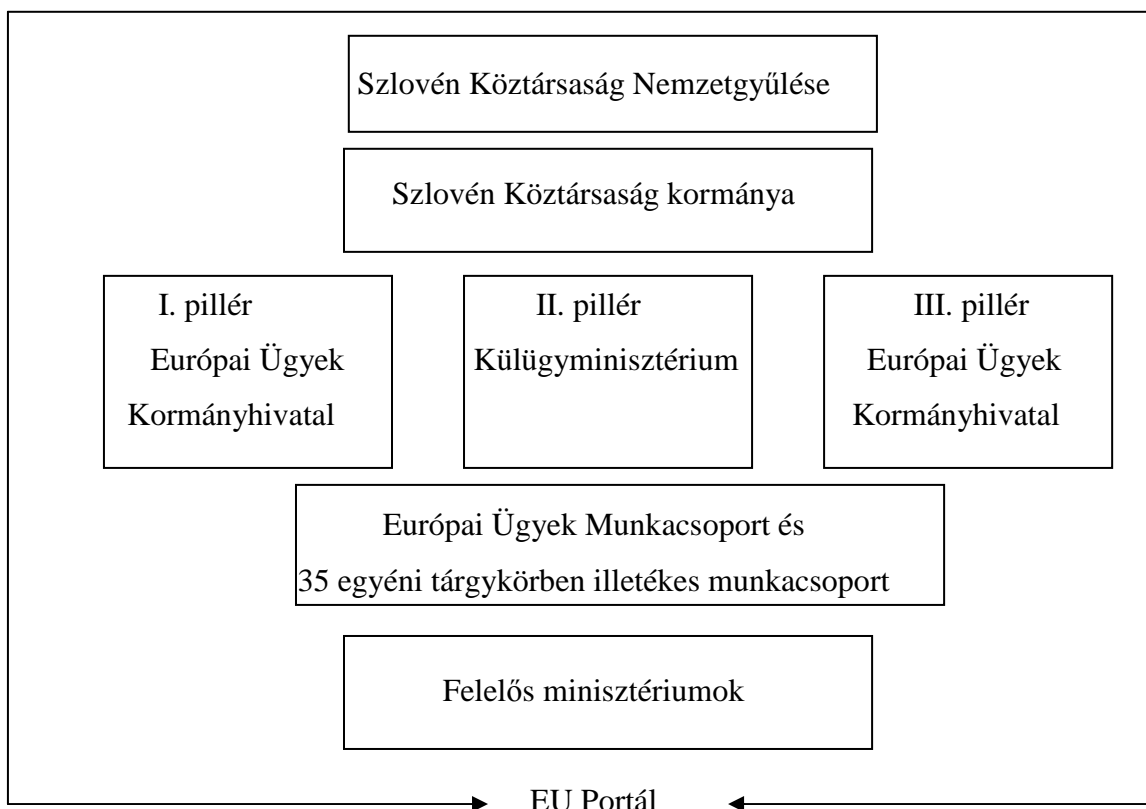 Szlovén Köztársaság Nemzetgyűlése
Szlovén Köztársaság kormánya
I. pillér
Európai Ügyek
Kormányhivatal
II. pillér
Külügyminisztérium
III. pillér
Európai Ügyek
Kormányhivatal
Európai Ügyek Munkacsoport és
35 egyéni tárgykörben illetékes munkacsoport
Felelős minisztériumok
EU Portál